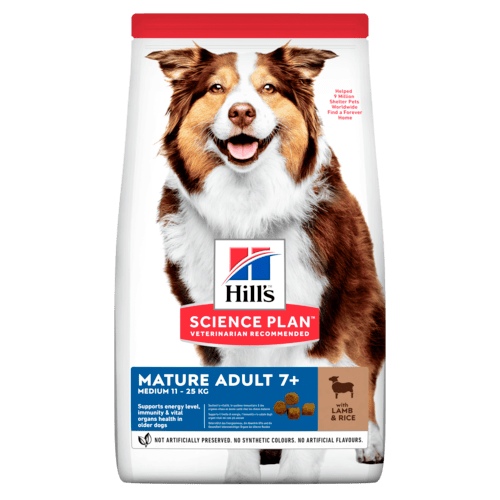 Helped
9 Million
Shelter Pets
Worldwide
Find a Forever
Home
Hill's
SCIENCE PLAN™
VETERINARIAN RECOMMENDED
MATURE ADULT 7+
MEDIUM 11 - 25 KG
Supports energy level,
immunity & vital
organs health in
older dogs
with
LAMB
& RICE
NOT ARTIFICIALLY PRESERVED. NO SYNTHETIC COLOURS. NO ARTIFICIAL FLAVOURS.